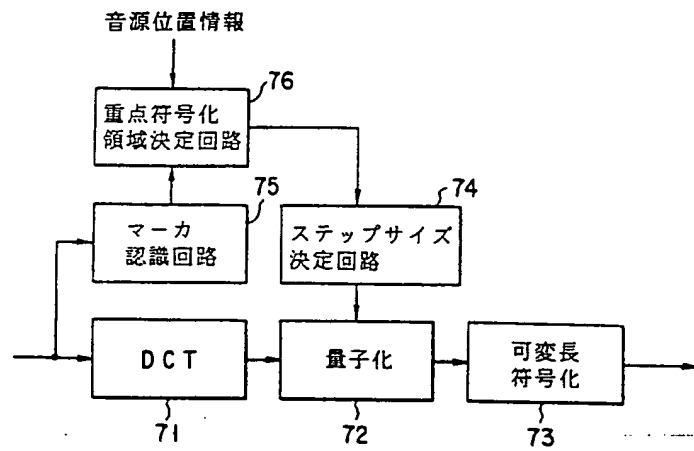 音源位置情報
76
重点符号化
領域決定回路
75
マーカ
認識回路
74
ステップサイズ
決定回路
DCT
量子化
可変長
符号化
71
72
73